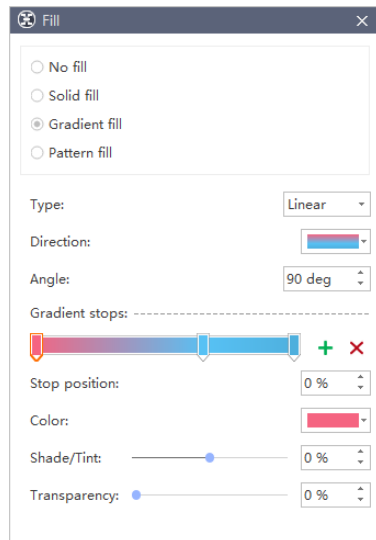 Fill
No fill
Solid fill
Gradient fill
Pattern fill
Type: Linear
Direction:
Angle: 90 deg
Gradient stops:
Stop position: 0 %
Color:
Shade/Tint: 0 %
Transparency: 0 %